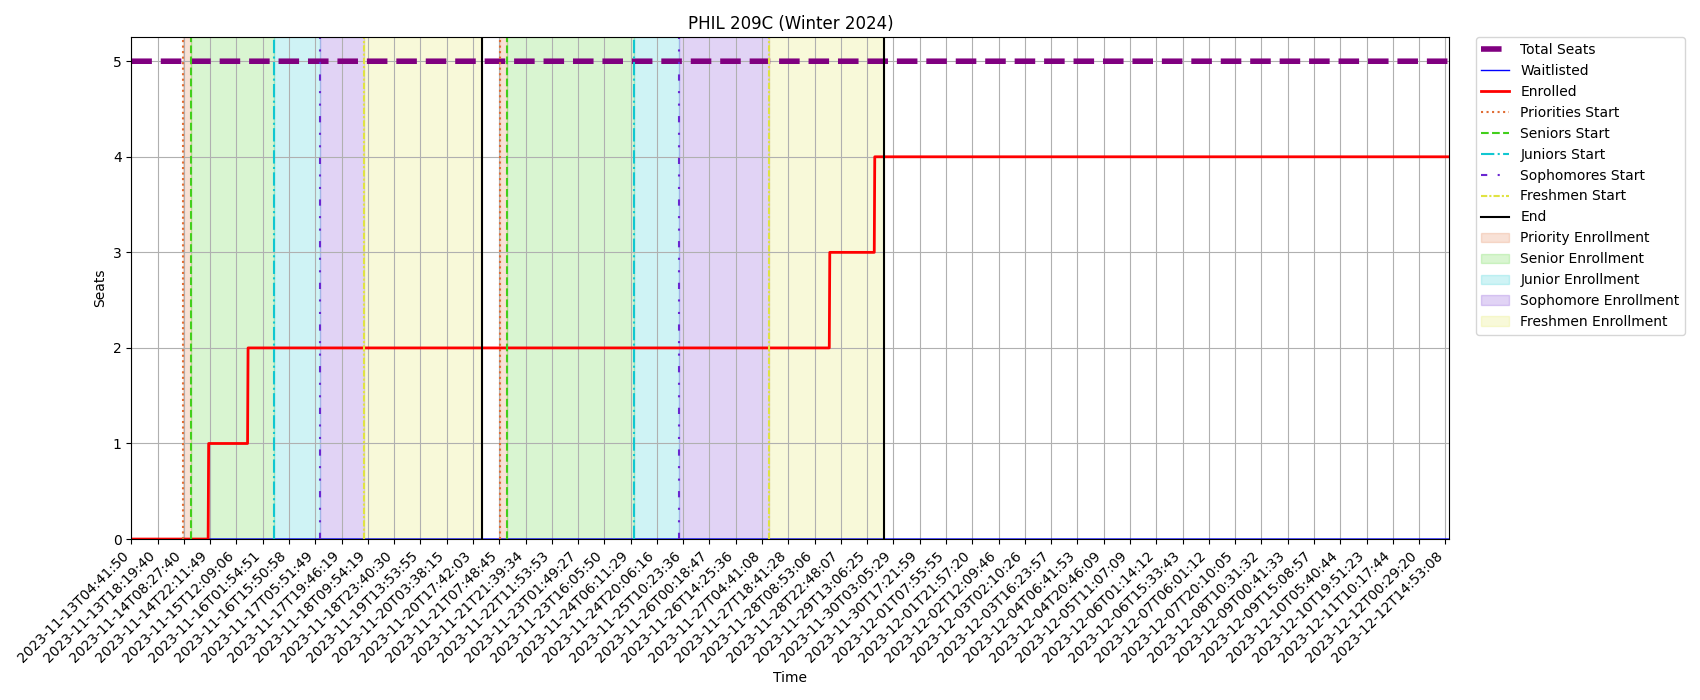 PHIL 209C (Winter 2024)
Seats
5
4
3
2
1
0
2023-11-13T04:41:50
2023-11-13T18:19:40
2023-11-14T08:27:40
2023-11-14T22:11:49
2023-11-15T12:09:06
2023-11-16T01:54:51
2023-11-16T15:50:58
2023-11-17T05:51:49
2023-11-17T19:46:19
2023-11-18T09:54:19
2023-11-18T23:40:30
2023-11-19T13:53:55
2023-11-20T03:38:15
2023-11-20T17:42:03
2023-11-21T07:48:45
2023-11-21T21:39:34
2023-11-22T11:53:53
2023-11-23T01:49:27
2023-11-23T16:05:50
2023-11-24T06:11:29
2023-11-24T20:06:16
2023-11-25T10:23:36
2023-11-26T00:18:47
2023-11-26T14:25:36
2023-11-27T04:41:08
2023-11-27T18:41:28
2023-11-28T08:53:06
2023-11-28T22:48:07
2023-11-29T13:06:25
2023-11-30T03:05:29
2023-11-30T17:21:59
2023-12-01T07:55:55
2023-12-01T21:57:20
2023-12-02T12:09:46
2023-12-03T02:10:26
2023-12-03T16:23:57
2023-12-04T06:41:53
2023-12-04T20:46:09
2023-12-05T11:07:09
2023-12-06T01:14:12
2023-12-06T15:33:43
2023-12-07T06:01:12
2023-12-07T20:10:05
2023-12-08T10:31:32
2023-12-09T00:41:33
2023-12-09T15:08:57
2023-12-10T05:40:44
2023-12-10T19:51:23
2023-12-11T10:17:44
2023-12-12T00:29:20
2023-12-12T14:53:08
Time
Total Seats
Waitlisted
Enrolled
Priorities Start
Seniors Start
Juniors Start
Sophomores Start
Freshmen Start
End
Priority Enrollment
Senior Enrollment
Junior Enrollment
Sophomore Enrollment
Freshmen Enrollment